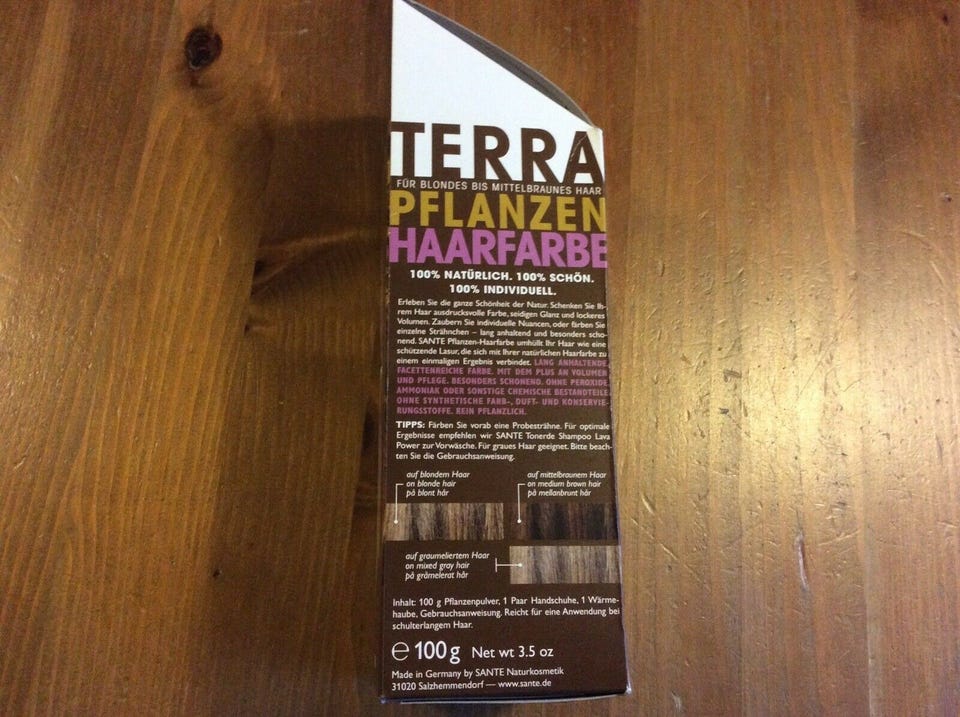 TERRA
FÜR BLONDES BIS MITTELBRAUNES HAAR
PFLANZEN
HAARFARBE
100% NATÜRLICH. 100% SCHÖN.
100% INDIVIDUELL.
Erleben Sie die ganze Schönheit der Natur. Schenken Sie Ih-
rem Haar ausdrucksvolle Farbe, seidigen Glanz und lockeres
Volumen. Zaubern Sie individuelle Nuancen, oder färben Sie
einzelne Strähnchen – lang anhaltend und besonders scho-
nend. SANTE Pflanzen-Haarfarbe umhüllt Ihr Haar wie eine
schützende Lasur, die sich mit Ihrer natürlichen Haarfarbe zu
einem einmaligen Ergebnis verbindet. LANG ANHALTENDE
FACETTENREICHE FARBE. MIT DEM PLUS AN VOLUMEN
UND PFLEGE. BESONDERS SCHONEND. OHNE PEROXIDE,
AMMONIAK ODER SONSTIGE CHEMISCHE BESTANDTEILE.
OHNE SYNTHETISCHE FARB-, DUFT- UND KONSERVIE-
RUNGSSTOFFE. REIN PFLANZLICH.
TIPPS: Färben Sie vorab eine Probesträhne. Für optimale
Ergebnisse empfehlen wir SANTE Tonerde Shampoo Lava
Power zur Vorwäsche. Für graues Haar geeignet. Bitte beach-
ten Sie die Gebrauchsanweisung.
auf blondem Haar
on blonde hair
på blont hår
auf mittelbraunem Haar
on medium brown hair
på mellanbrunt hår
auf graumeliertem Haar
on mixed gray hair
på gråmelerat hår
Inhalt: 100 g Pflanzenpulver, 1 Paar Handschuhe, 1 Wärme-
haube, Gebrauchsanweisung. Reicht für eine Anwendung bei
schulterlangem Haar.
℮ 100 g Net wt 3.5 oz
Made in Germany by SANTE Naturkosmetik
31020 Salzhemmendorf — www.sante.de